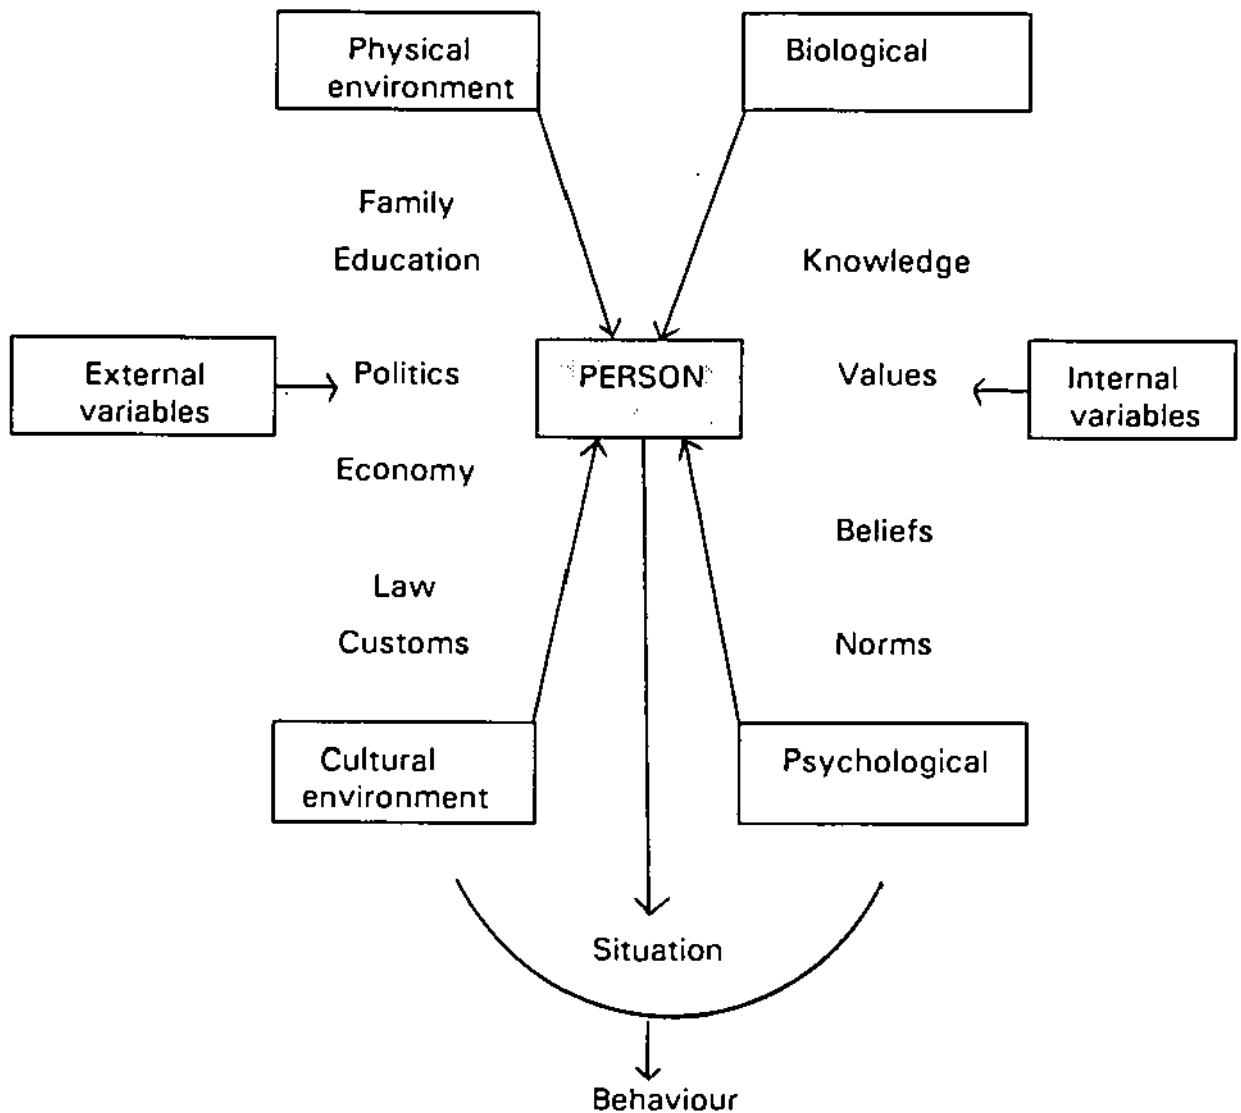 Physical
environment
Biological
Family
Education
Knowledge
External
variables
Politics
PERSON
Values
Internal
variables
Economy
Beliefs
Law
Customs
Norms
Cultural
environment
Psychological
Situation
Behaviour